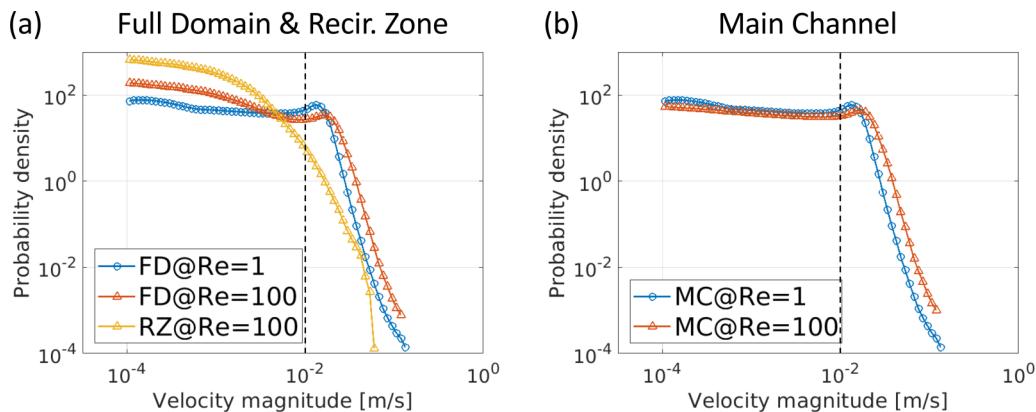 (a) Full Domain & Recir. Zone
Probability density
10^2
10^0
10^-2
10^-4
FD@Re=1
FD@Re=100
RZ@Re=100
10^-4 10^-2 10^0
Velocity magnitude [m/s]
(b) Main Channel
Probability density
10^2
10^0
10^-2
10^-4
MC@Re=1
MC@Re=100
10^-4 10^-2 10^0
Velocity magnitude [m/s]